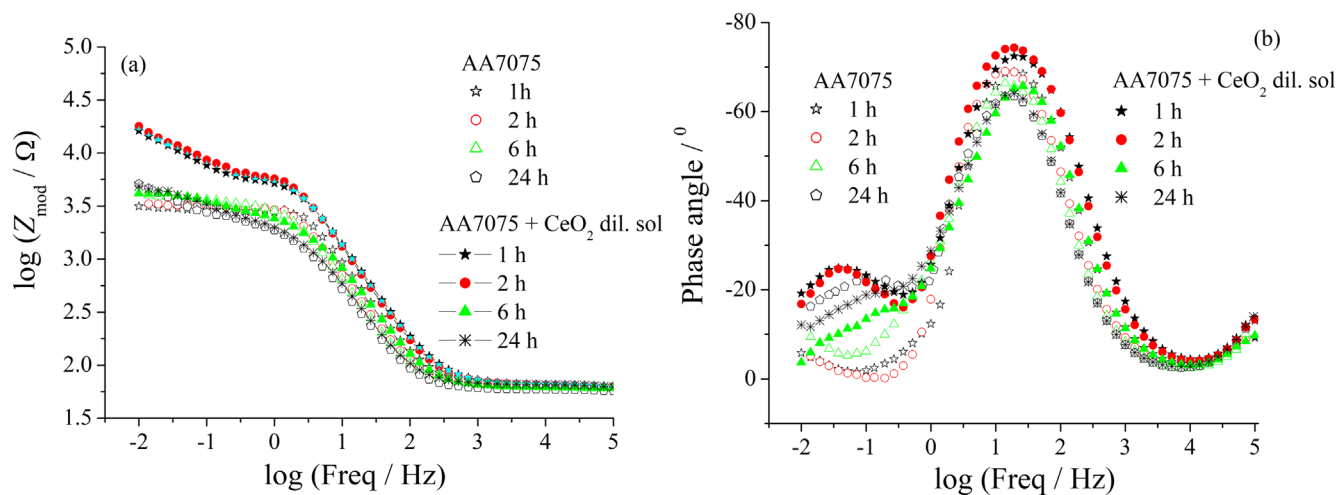 (a)
5.0
4.5
4.0
3.5
3.0
2.5
2.0
1.5
log (Z_mod / Ω)
-2 -1 0 1 2 3 4 5
log (Freq / Hz)
AA7075
1h
2 h
6 h
24 h
AA7075 + CeO₂ dil. sol
1 h
2 h
6 h
24 h
(b)
-80
-60
-40
-20
0
Phase angle / ⁰
-2 -1 0 1 2 3 4 5
log (Freq / Hz)
AA7075
1 h
2 h
6 h
24 h
AA7075 + CeO₂ dil. sol
1 h
2 h
6 h
24 h